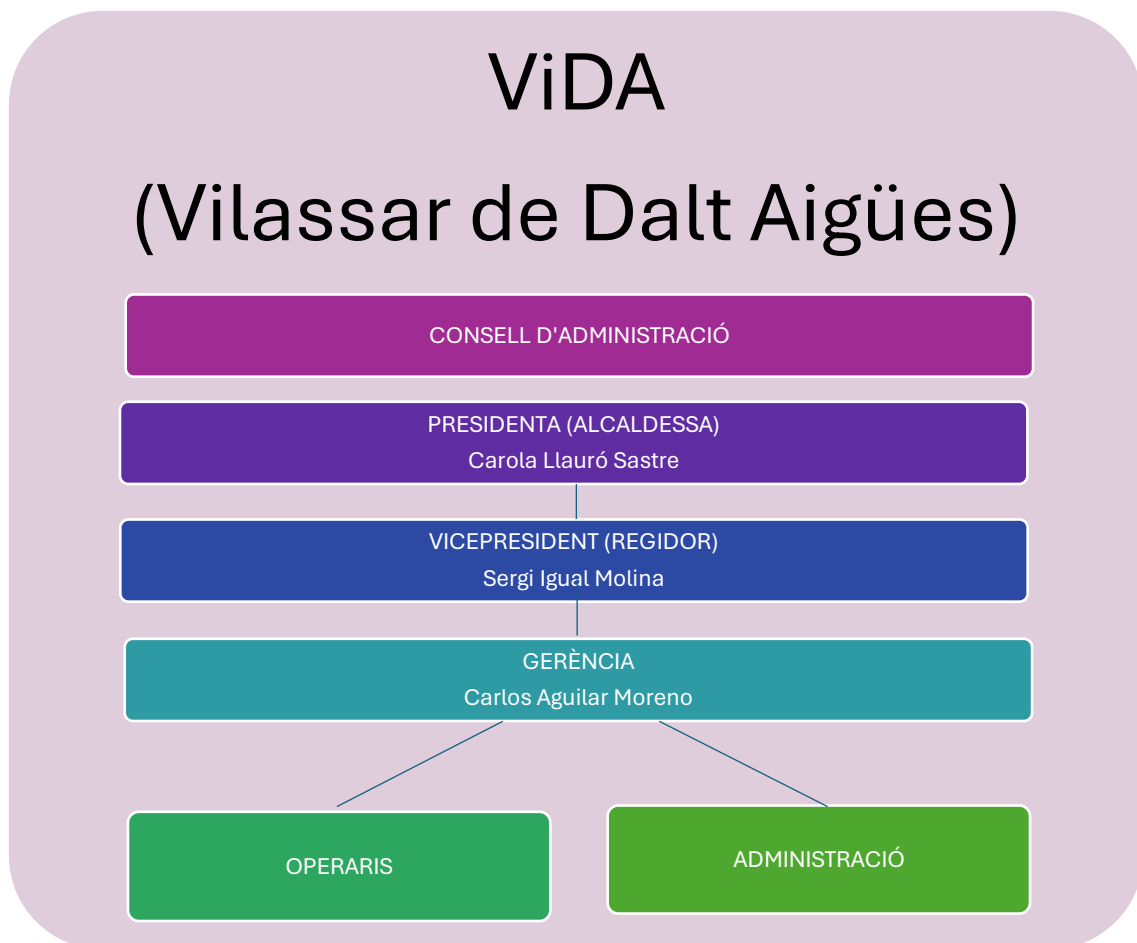 ViDA
(Vilassar de Dalt Aigües)
CONSELL D'ADMINISTRACIÓ
PRESIDENTA (ALCALDESSA)
Carola Llauró Sastre
VICEPRESIDENT (REGIDOR)
Sergi Igual Molina
GERÈNCIA
Carlos Aguilar Moreno
OPERARIS
ADMINISTRACIÓ